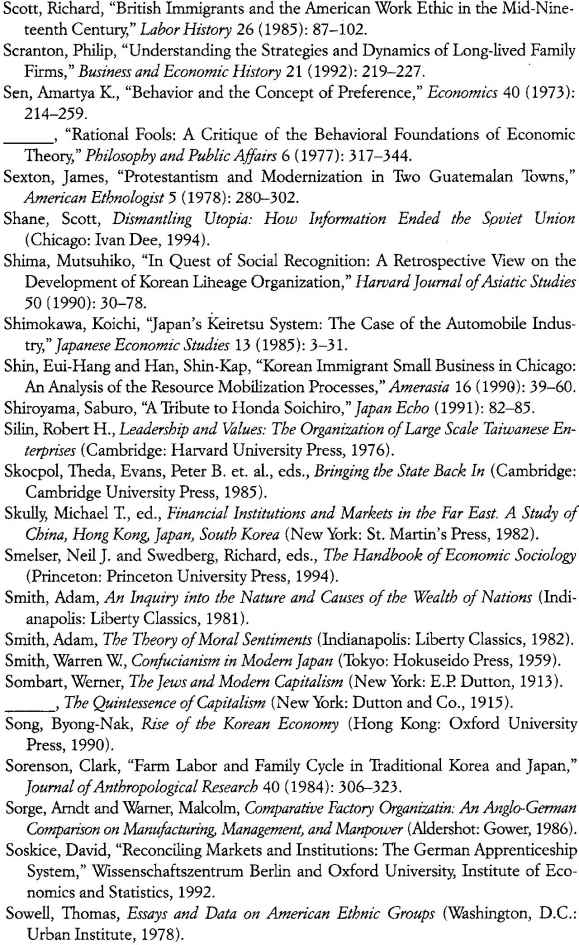 Scott, Richard, “British Immigrants and the American Work Ethic in the Mid-Nine-
teenth Century,” Labor History 26 (1985): 87–102.
Scranton, Philip, “Understanding the Strategies and Dynamics of Long-lived Family
Firms,” Business and Economic History 21 (1992): 219–227.
Sen, Amartya K., “Behavior and the Concept of Preference,” Economics 40 (1973):
214–259.
_____, “Rational Fools: A Critique of the Behavioral Foundations of Economic
Theory,” Philosophy and Public Affairs 6 (1977): 317–344.
Sexton, James, “Protestantism and Modernization in Two Guatemalan Towns,”
American Ethnologist 5 (1978): 280–302.
Shane, Scott, Dismantling Utopia: How Information Ended the Soviet Union
(Chicago: Ivan Dee, 1994).
Shima, Mutsuhiko, “In Quest of Social Recognition: A Retrospective View on the
Development of Korean Lineage Organization,” Harvard Journal of Asiatic Studies
50 (1990): 30–78.
Shimokawa, Koichi, “Japan’s Keiretsu System: The Case of the Automobile Indus-
try,” Japanese Economic Studies 13 (1985): 3–31.
Shin, Eui-Hang and Han, Shin-Kap, “Korean Immigrant Small Business in Chicago:
An Analysis of the Resource Mobilization Processes,” Amerasia 16 (1990): 39–60.
Shiroyama, Saburo, “A Tribute to Honda Soichiro,” Japan Echo (1991): 82–85.
Silin, Robert H., Leadership and Values: The Organization of Large Scale Taiwanese En-
terprises (Cambridge: Harvard University Press, 1976).
Skocpol, Theda, Evans, Peter B. et. al., eds., Bringing the State Back In (Cambridge:
Cambridge University Press, 1985).
Skully, Michael T., ed., Financial Institutions and Markets in the Far East. A Study of
China, Hong Kong, Japan, South Korea (New York: St. Martin’s Press, 1982).
Smelser, Neil J. and Swedberg, Richard, eds., The Handbook of Economic Sociology
(Princeton: Princeton University Press, 1994).
Smith, Adam, An Inquiry into the Nature and Causes of the Wealth of Nations (Indi-
anapolis: Liberty Classics, 1981).
Smith, Adam, The Theory of Moral Sentiments (Indianapolis: Liberty Classics, 1982).
Smith, Warren W., Confucianism in Modern Japan (Tokyo: Hokuseido Press, 1959).
Sombart, Werner, The Jews and Modern Capitalism (New York: E.P. Dutton, 1913).
_____, The Quintessence of Capitalism (New York: Dutton and Co., 1915).
Song, Byong-Nak, Rise of the Korean Economy (Hong Kong: Oxford University
Press, 1990).
Sorenson, Clark, “Farm Labor and Family Cycle in Traditional Korea and Japan,”
Journal of Anthropological Research 40 (1984): 306–323.
Sorge, Arndt and Warner, Malcolm, Comparative Factory Organizatin: An Anglo-German
Comparison on Manufacturing, Management, and Manpower (Aldershot: Gower, 1986).
Soskice, David, “Reconciling Markets and Institutions: The German Apprenticeship
System,” Wissenschaftszentrum Berlin and Oxford University, Institute of Eco-
nomics and Statistics, 1992.
Sowell, Thomas, Essays and Data on American Ethnic Groups (Washington, D.C.:
Urban Institute, 1978).